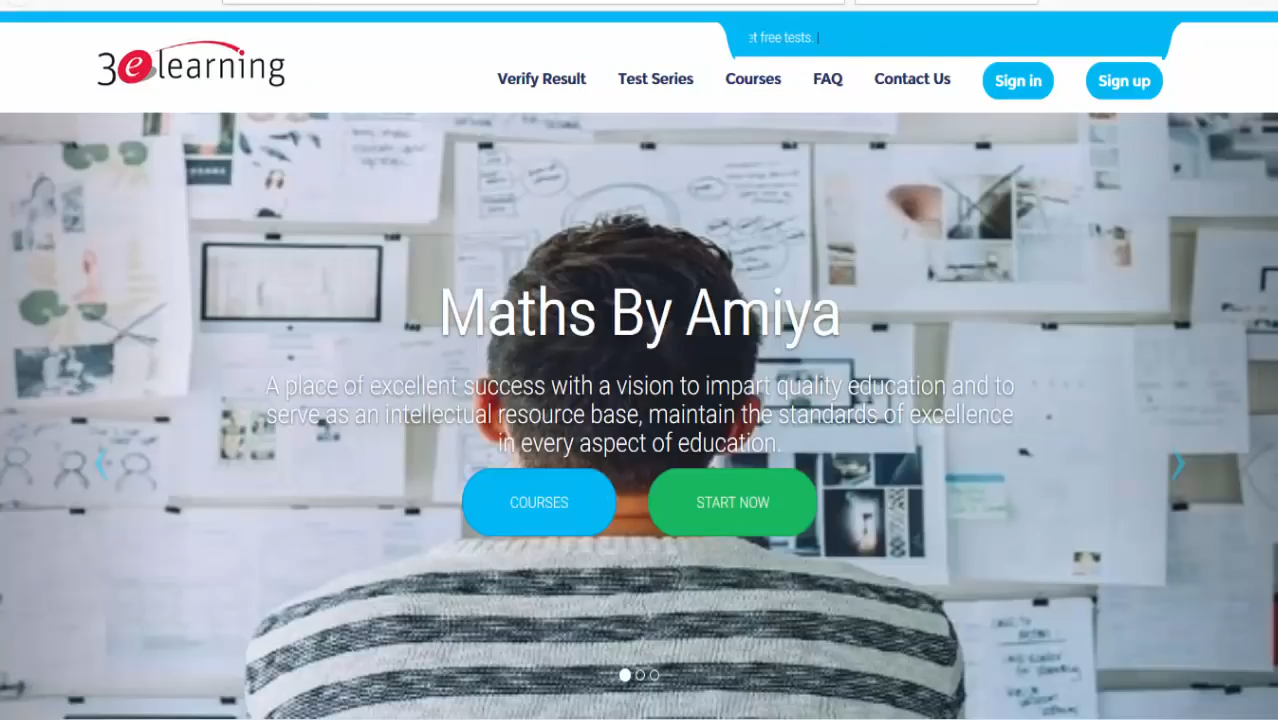 et free tests.
3elearning
Verify Result Test Series Courses FAQ Contact Us Sign in Sign up
Maths By Amiya
A place of excellent success with a vision to impart quality education and to
serve as an intellectual resource base, maintain the standards of excellence
in every aspect of education.
COURSES START NOW